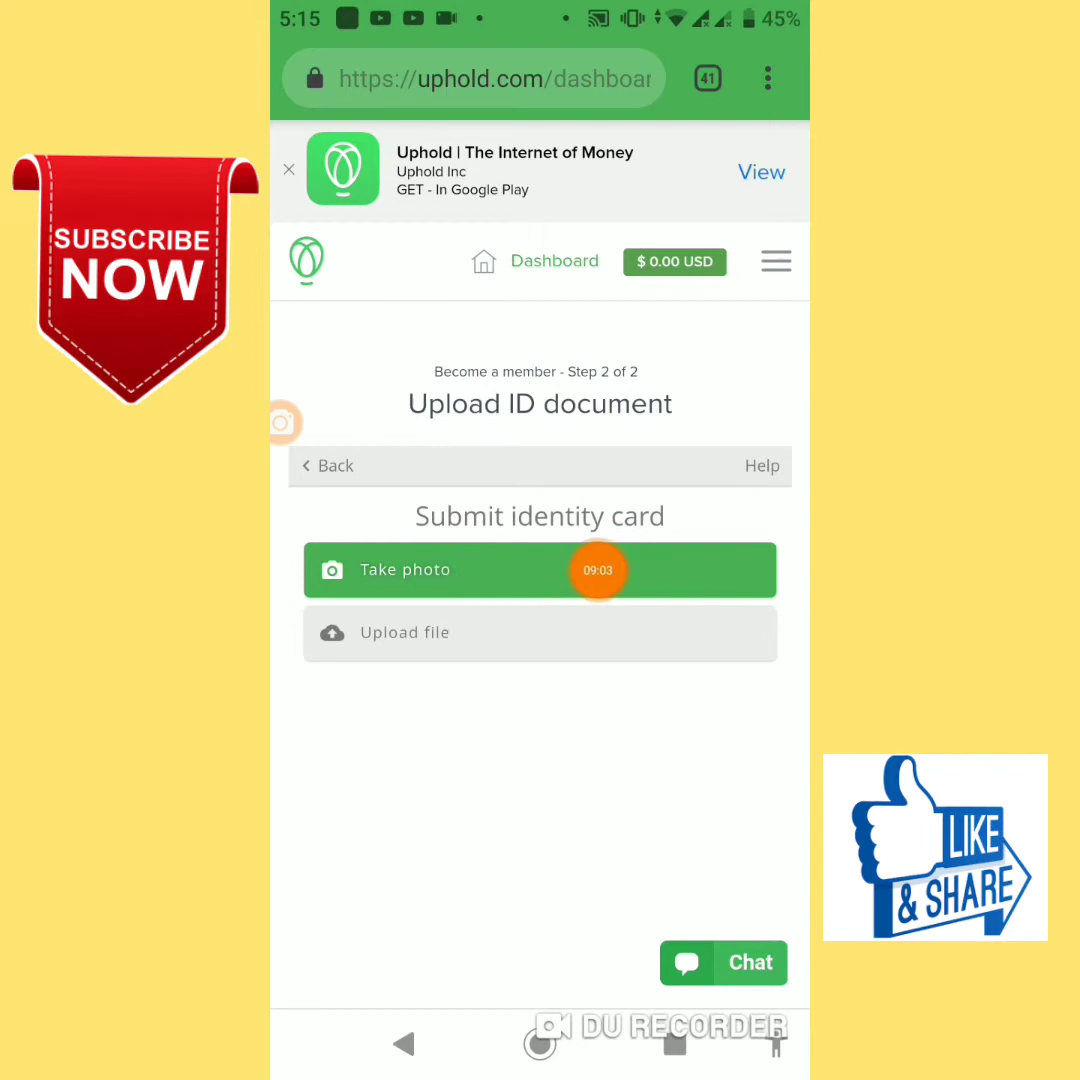 5:15
45%
https://uphold.com/dashboar
41
Uphold | The Internet of Money
Uphold Inc
GET - In Google Play
View
SUBSCRIBE
NOW
Dashboard
$ 0.00 USD
Become a member - Step 2 of 2
Upload ID document
Back
Help
Submit identity card
Take photo
09:03
Upload file
LIKE
& SHARE
Chat
DU RECORDER